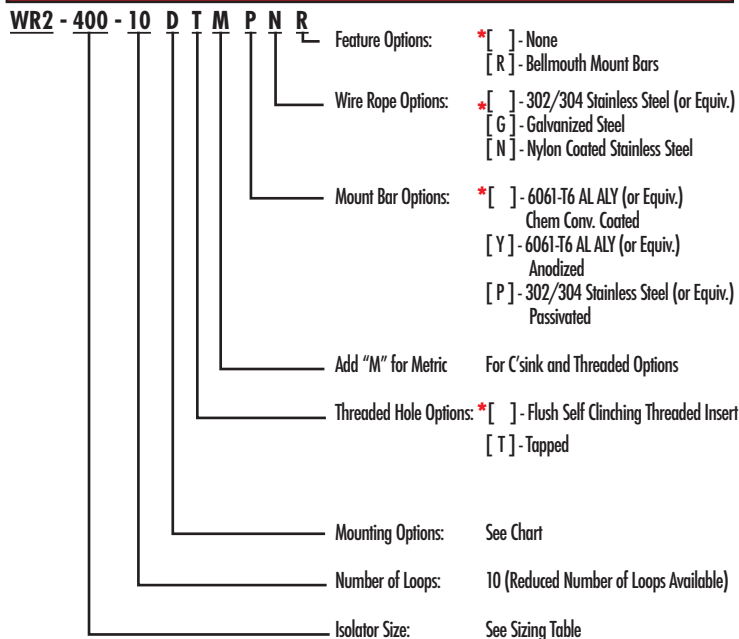 WR2 - 400 - 10 D T M P N R
Feature Options: *[ ] - None
[ R ] - Bellmouth Mount Bars
Wire Rope Options: *[ ] - 302/304 Stainless Steel (or Equiv.)
[ G ] - Galvanized Steel
[ N ] - Nylon Coated Stainless Steel
Mount Bar Options: *[ ] - 6061-T6 AL ALY (or Equiv.)
Chem Conv. Coated
[ Y ] - 6061-T6 AL ALY (or Equiv.)
Anodized
[ P ] - 302/304 Stainless Steel (or Equiv.)
Passivated
Add "M" for Metric For C'sink and Threaded Options
Threaded Hole Options: *[ ] - Flush Self Clinching Threaded Insert
[ T ] - Tapped
Mounting Options: See Chart
Number of Loops: 10 (Reduced Number of Loops Available)
Isolator Size: See Sizing Table